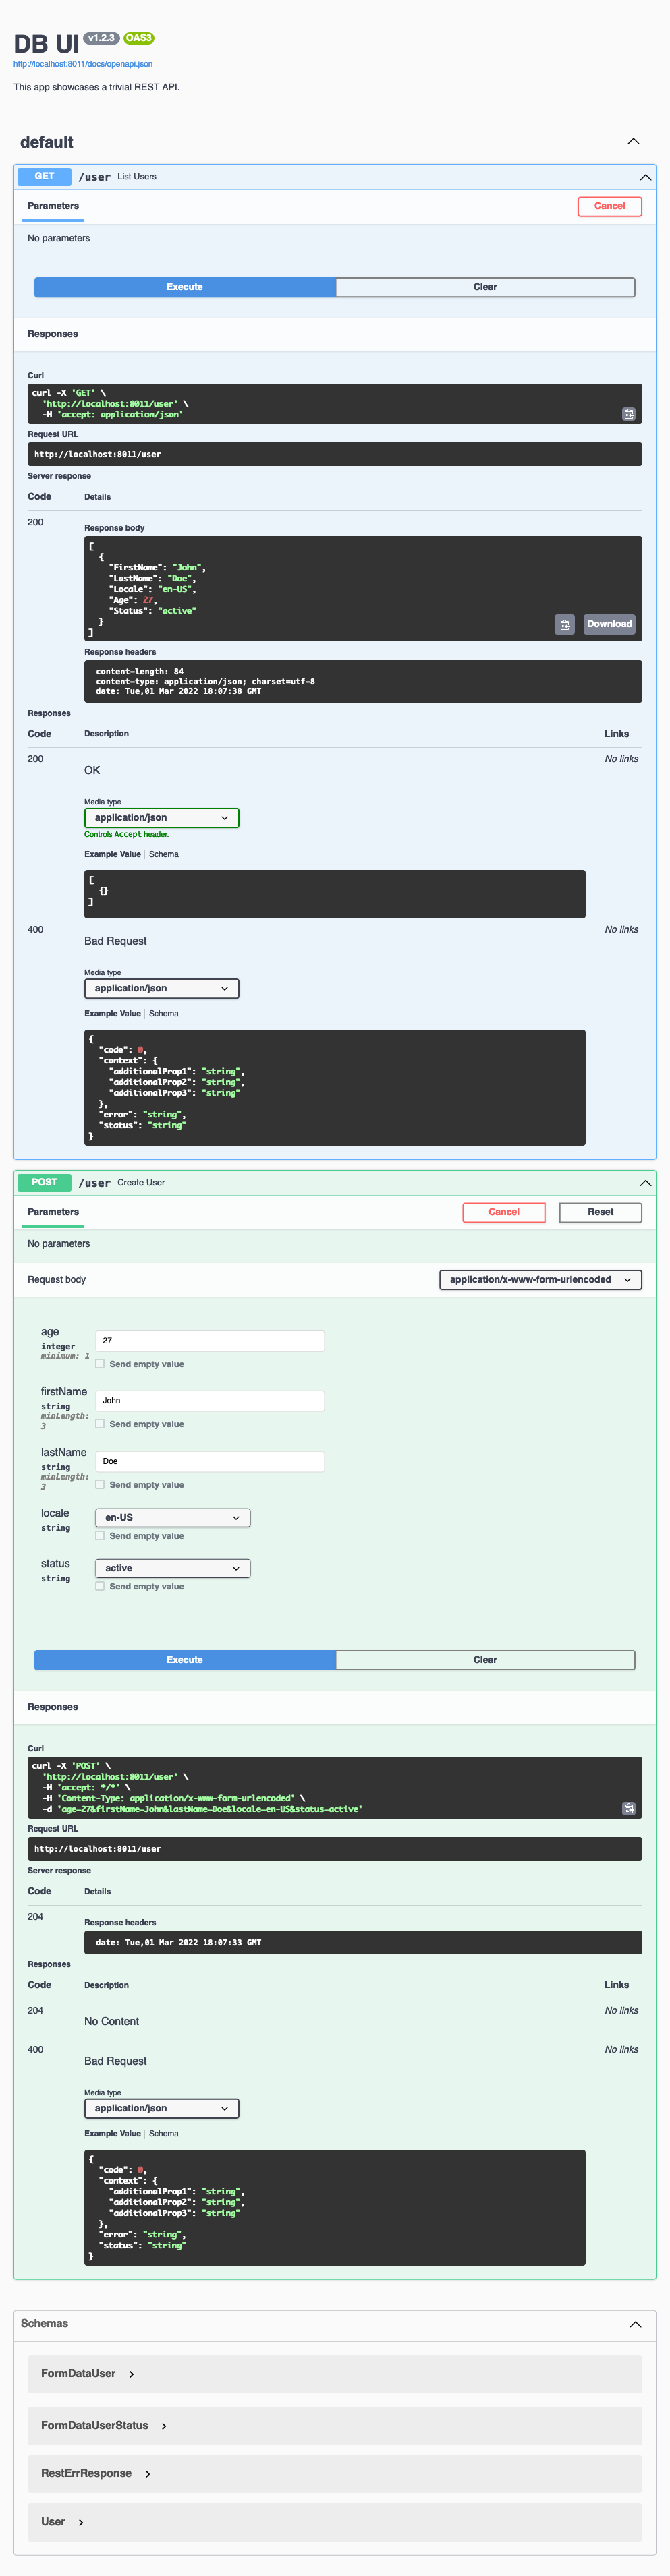 DB UI v1.2.3 OAS3
http://localhost:8011/docs/openapi.json
This app showcases a trivial REST API.
default
GET /user List Users
Parameters Cancel
No parameters
Execute Clear
Responses
Curl
curl -X 'GET' \
'http://localhost:8011/user' \
-H 'accept: application/json'
Request URL
http://localhost:8011/user
Server response
Code Details
200
Response body
[
{
"FirstName": "John",
"LastName": "Doe",
"Locale": "en-US",
"Age": 27,
"Status": "active"
}
]
Download
Response headers
content-length: 84
content-type: application/json; charset=utf-8
date: Tue,01 Mar 2022 18:07:38 GMT
Responses
Code Description Links
200 No links
OK
Media type
application/json
Controls Accept header.
Example Value Schema
[
{}
]
400 No links
Bad Request
Media type
application/json
Example Value Schema
{
"code": 0,
"context": {
"additionalProp1": "string",
"additionalProp2": "string",
"additionalProp3": "string"
},
"error": "string",
"status": "string"
}
POST /user Create User
Parameters Cancel Reset
No parameters
Request body application/x-www-form-urlencoded
age
integer
minimum: 1
27
Send empty value
firstName
string
minLength:
3
John
Send empty value
lastName
string
minLength:
3
Doe
Send empty value
locale
string
en-US
Send empty value
status
string
active
Send empty value
Execute Clear
Responses
Curl
curl -X 'POST' \
'http://localhost:8011/user' \
-H 'accept: */*' \
-H 'Content-Type: application/x-www-form-urlencoded' \
-d 'age=27&firstName=John&lastName=Doe&locale=en-US&status=active'
Request URL
http://localhost:8011/user
Server response
Code Details
204
Response headers
date: Tue,01 Mar 2022 18:07:33 GMT
Responses
Code Description Links
204 No links
No Content
400 No links
Bad Request
Media type
application/json
Example Value Schema
{
"code": 0,
"context": {
"additionalProp1": "string",
"additionalProp2": "string",
"additionalProp3": "string"
},
"error": "string",
"status": "string"
}
Schemas
FormDataUser
FormDataUserStatus
RestErrResponse
User